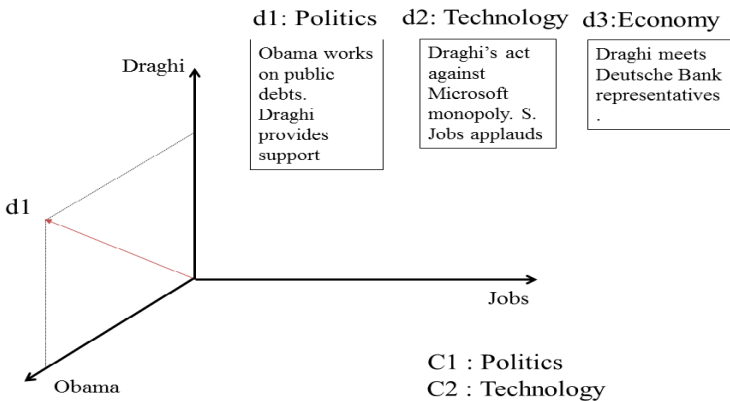 d1: Politics
d2: Technology
d3:Economy
Obama works
on public
debts.
Draghi
provides
support
Draghi's act
against
Microsoft
monopoly. S.
Jobs applauds
Draghi meets
Deutsche Bank
representatives
.
Draghi
d1
Jobs
Obama
C1 : Politics
C2 : Technology